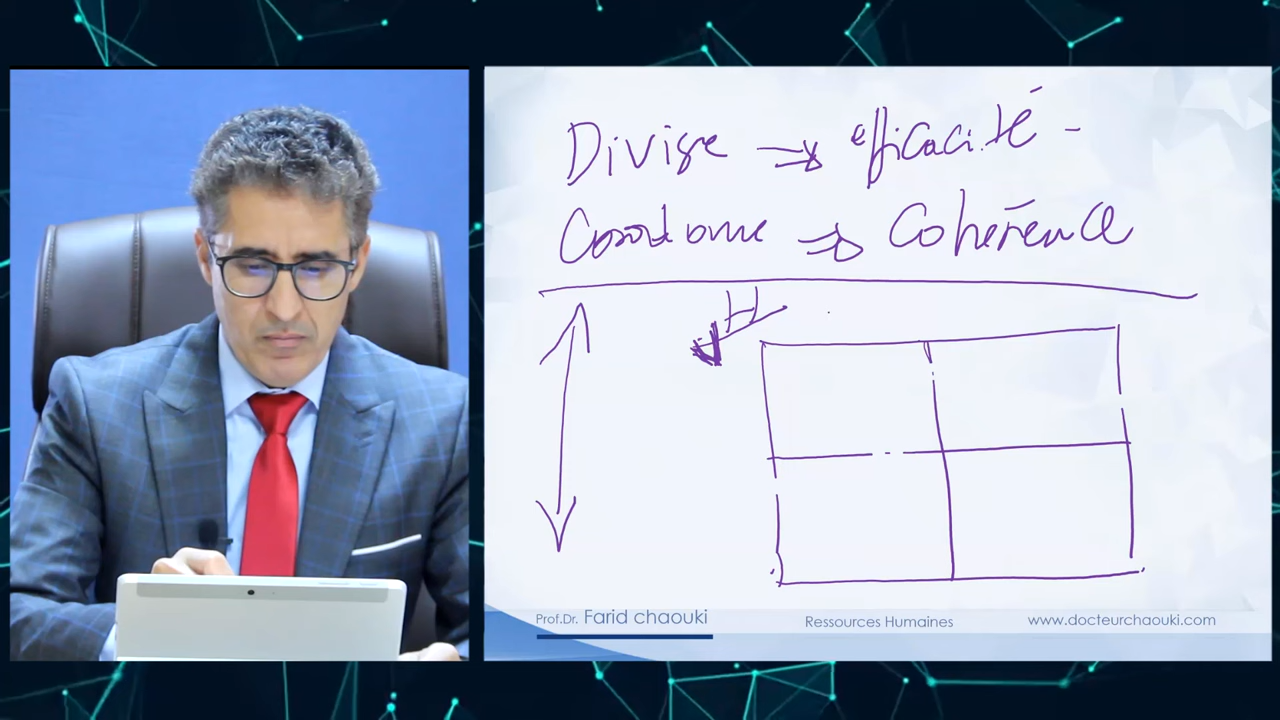 Divise => efficacité -
Coordonne => Cohérence
H
Prof.Dr. Farid chaouki
Ressources Humaines
www.docteurchaouki.com